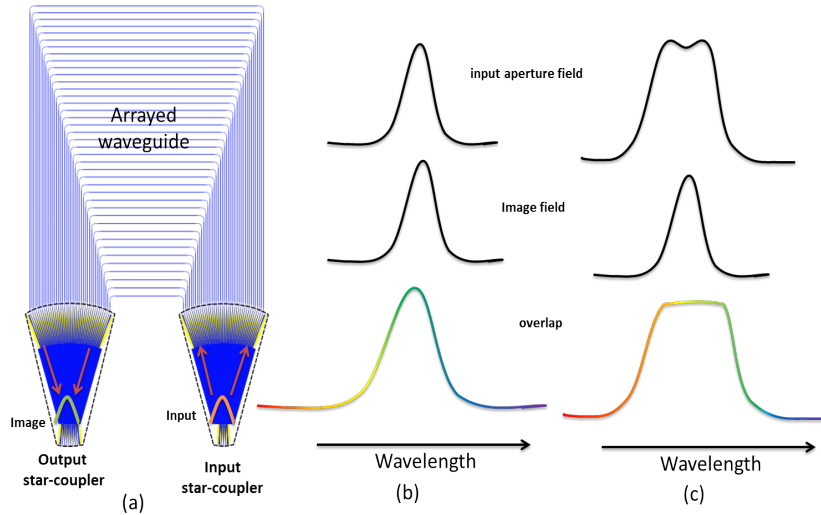 Arrayed
waveguide
Image
Input
Output
star-coupler
Input
star-coupler
(a)
input aperture field
Image field
overlap
Wavelength
(b)
Wavelength
(c)